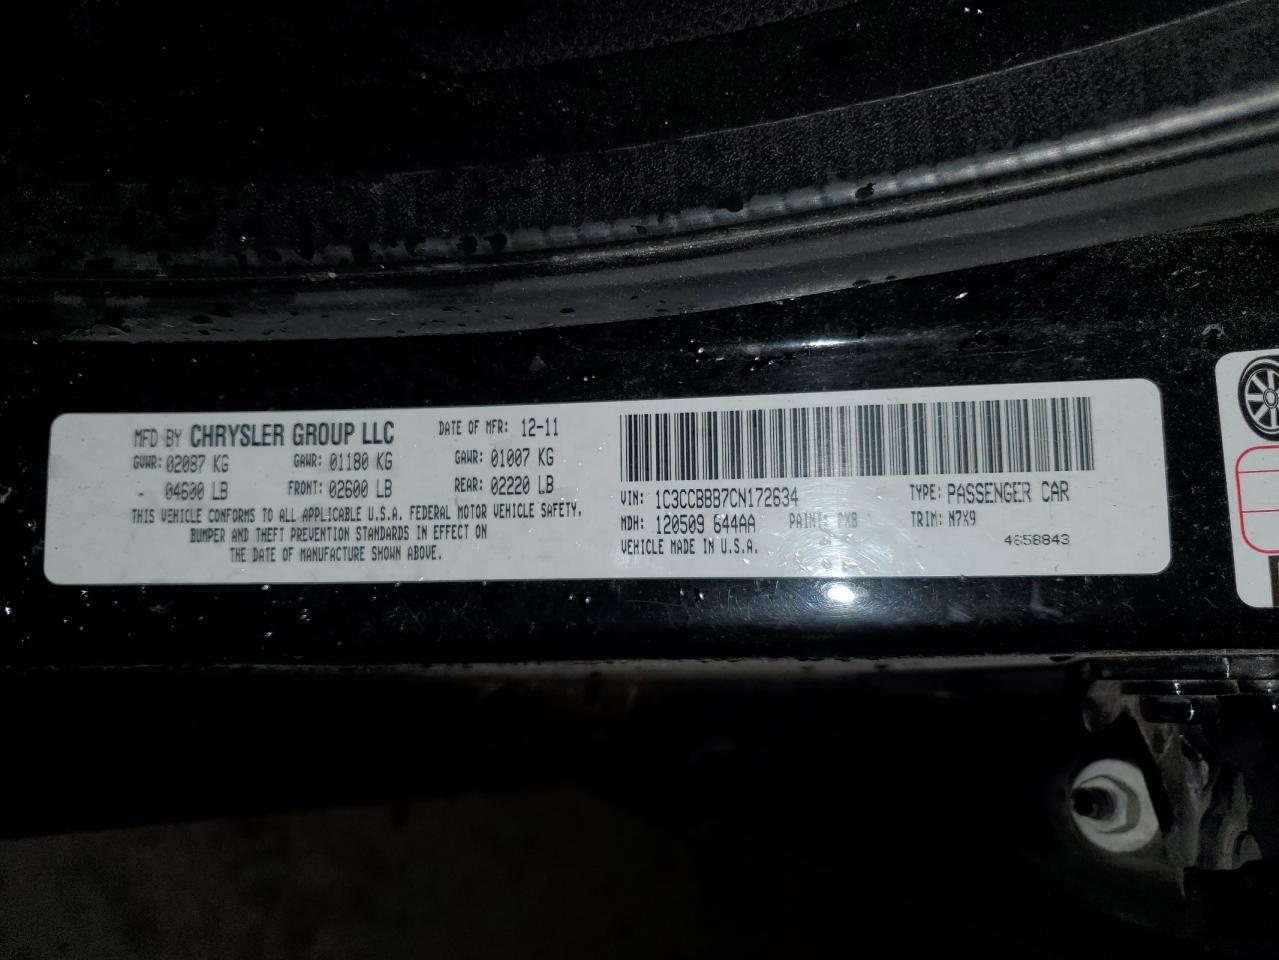 MFD BY CHRYSLER GROUP LLC DATE OF MFR: 12-11
GVWR: 02087 KG GAWR: 01180 KG GAWR: 01007 KG
04600 LB FRONT: 02600 LB REAR: 02220 LB
THIS VEHICLE CONFORMS TO ALL APPLICABLE U.S.A. FEDERAL MOTOR VEHICLE SAFETY,
BUMPER AND THEFT PREVENTION STANDARDS IN EFFECT ON
THE DATE OF MANUFACTURE SHOWN ABOVE.
VIN: 1C3CCBBB7CN172634 TYPE: PASSENGER CAR
MDH: 120509 644AA PAINT: PX8 TRIM: N7X9
VEHICLE MADE IN U.S.A. 4658843